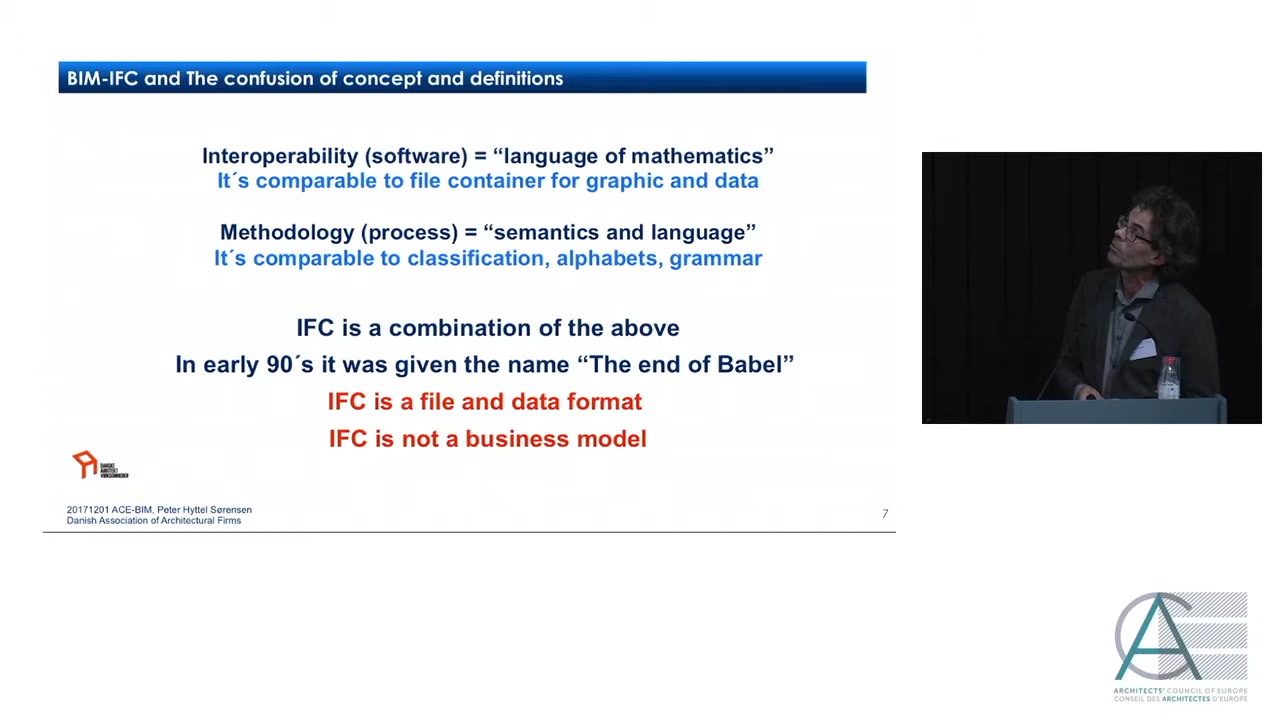 BIM-IFC and The confusion of concept and definitions
Interoperability (software) = “language of mathematics”
It´s comparable to file container for graphic and data
Methodology (process) = “semantics and language”
It´s comparable to classification, alphabets, grammar
IFC is a combination of the above
In early 90´s it was given the name “The end of Babel”
IFC is a file and data format
IFC is not a business model
DANSKE
ARKITEKT
VIRKSOMHEDER
20171201 ACE-BIM, Peter Hyttel Sørensen
Danish Association of Architectural Firms
7
ACE
ARCHITECTS' COUNCIL OF EUROPE
CONSEIL DES ARCHITECTES D'EUROPE